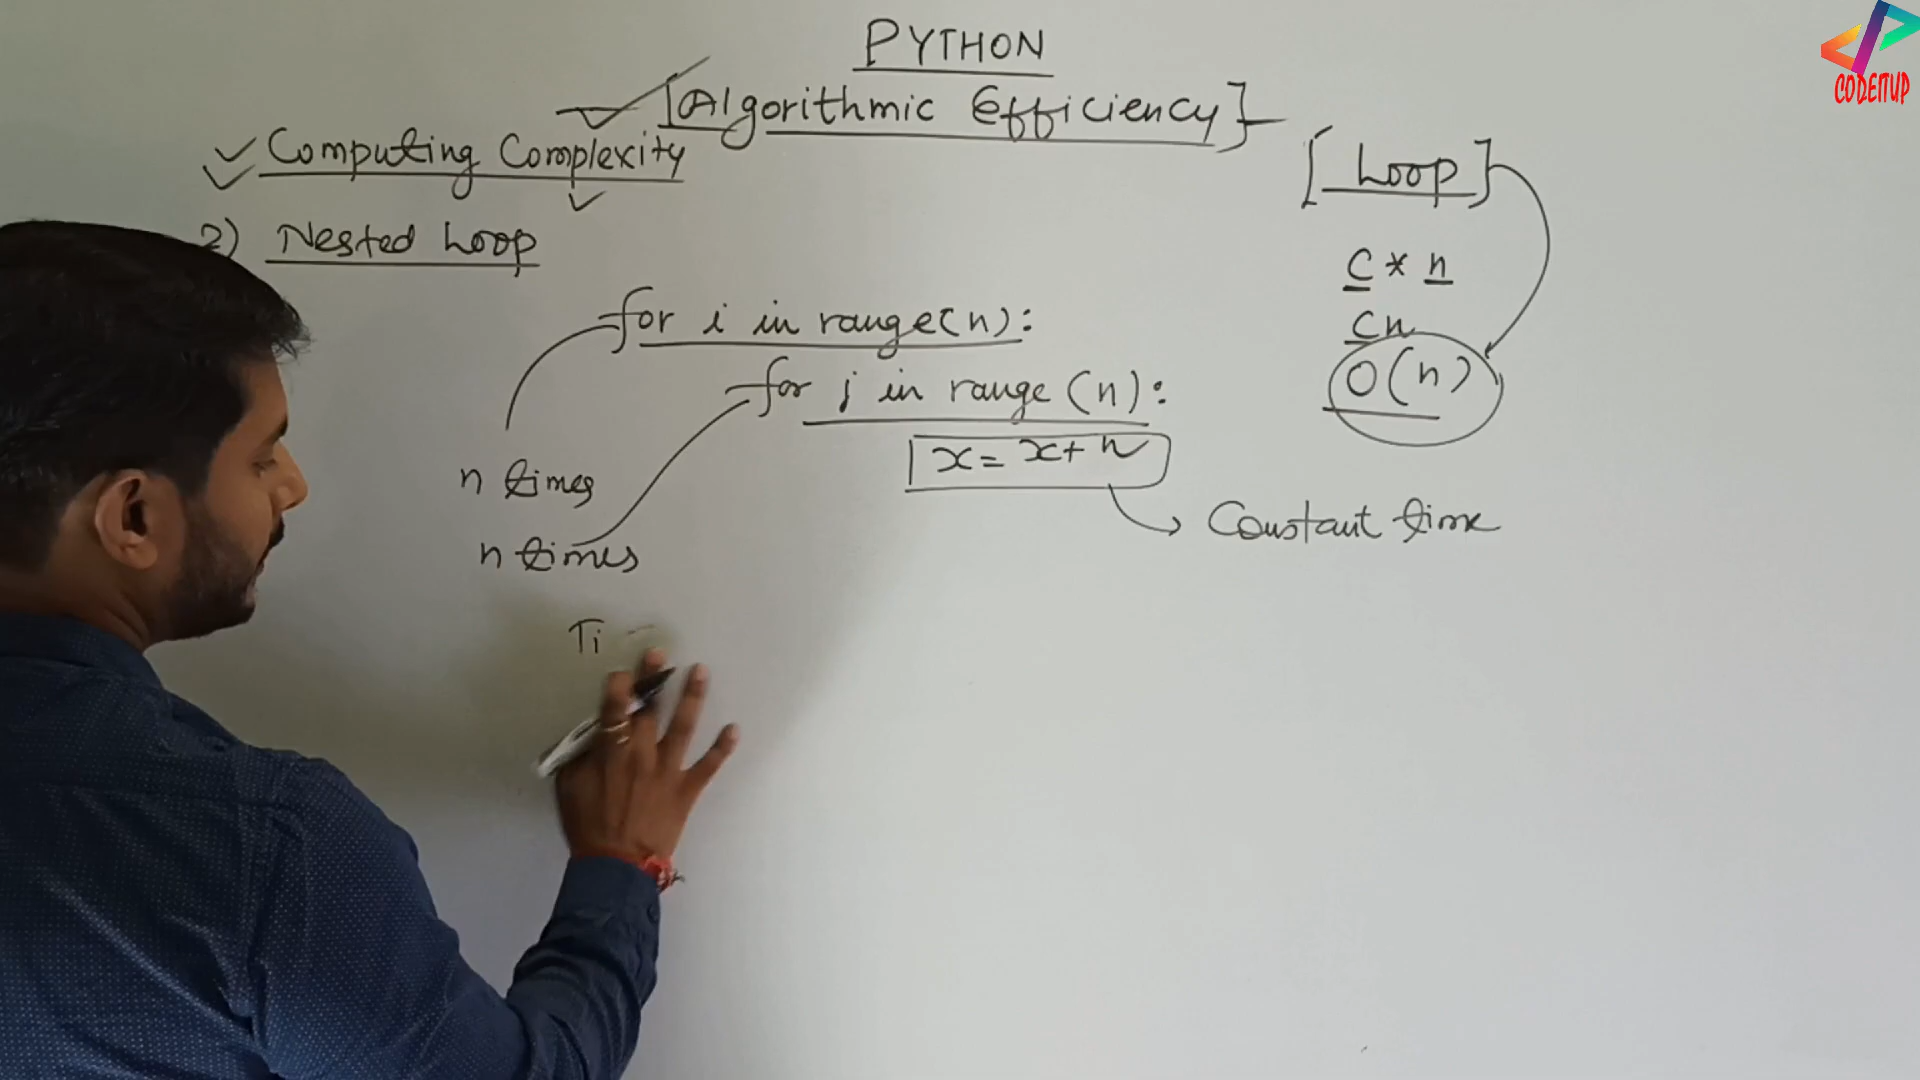 PYTHON
[Algorithmic Efficiency]
Computing Complexity
[Loop]
2) Nested Loop
C * n
for i in range(n):
Cn
O(n)
for j in range (n):
x = x + n
n times
Constant time
n times
Ti
CODEITUP